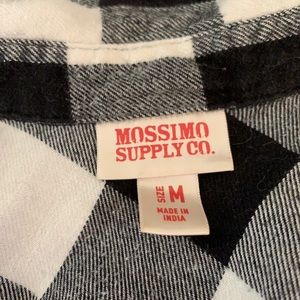 MOSSIMO
SUPPLY CO.
SIZE M
MADE IN
INDIA